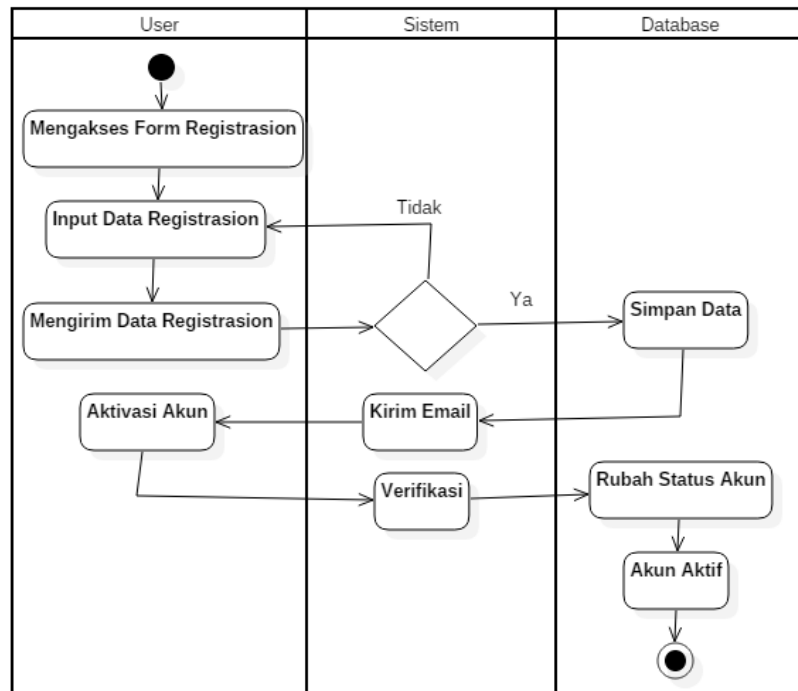 User
Sistem
Database
Mengakses Form Registrasion
Input Data Registrasion
Tidak
Mengirim Data Registrasion
Ya
Simpan Data
Aktivasi Akun
Kirim Email
Verifikasi
Rubah Status Akun
Akun Aktif